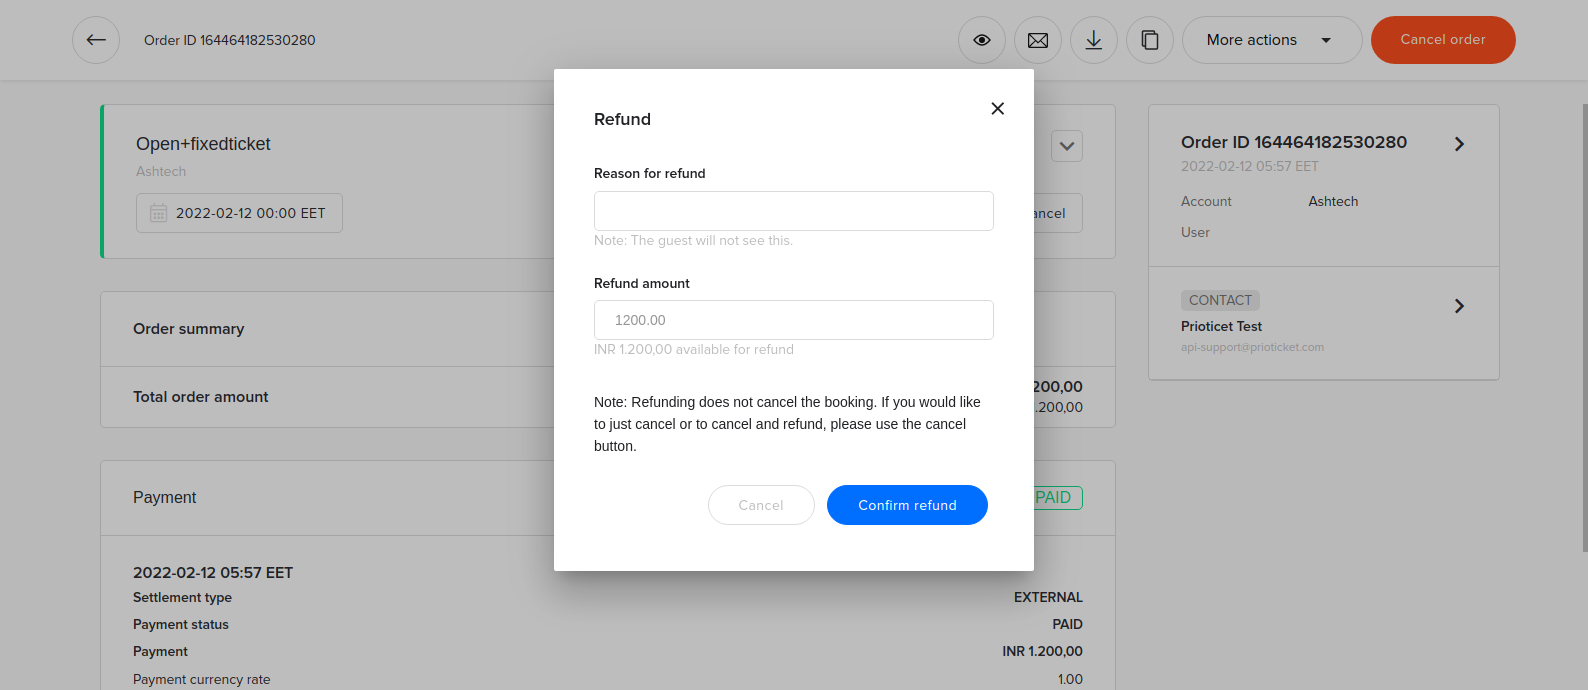 Order ID 164464182530280
More actions
Cancel order
Open+fixedticket
Ashtech
2022-02-12 00:00 EET
Order summary
Total order amount
200,00
.200,00
Payment
PAID
2022-02-12 05:57 EET
Settlement type EXTERNAL
Payment status PAID
Payment INR 1.200,00
Payment currency rate 1.00
Refund
Reason for refund
Note: The guest will not see this.
Refund amount
1200.00
INR 1.200,00 available for refund
Note: Refunding does not cancel the booking. If you would like
to just cancel or to cancel and refund, please use the cancel
button.
Cancel
Confirm refund
Order ID 164464182530280
2022-02-12 05:57 EET
Account Ashtech
User
CONTACT
Prioticet Test
api-support@prioticket.com